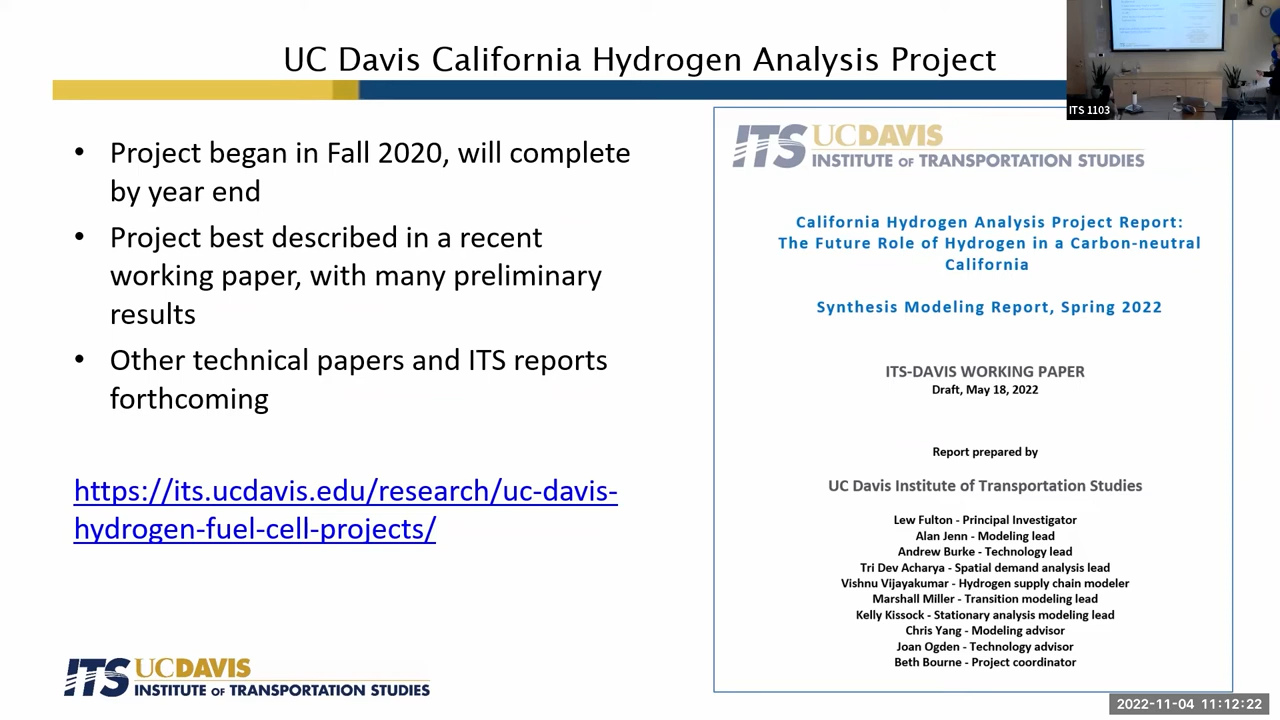 UC Davis California Hydrogen Analysis Project
• Project began in Fall 2020, will complete
by year end
• Project best described in a recent
working paper, with many preliminary
results
• Other technical papers and ITS reports
forthcoming
https://its.ucdavis.edu/research/uc-davis-
hydrogen-fuel-cell-projects/
ITS UCDAVIS
INSTITUTE OF TRANSPORTATION STUDIES
ITS 1103
ITS UCDAVIS
INSTITUTE OF TRANSPORTATION STUDIES
California Hydrogen Analysis Project Report:
The Future Role of Hydrogen in a Carbon-neutral
California
Synthesis Modeling Report, Spring 2022
ITS-DAVIS WORKING PAPER
Draft, May 18, 2022
Report prepared by
UC Davis Institute of Transportation Studies
Lew Fulton - Principal Investigator
Alan Jenn - Modeling lead
Andrew Burke - Technology lead
Tri Dev Acharya - Spatial demand analysis lead
Vishnu Vijayakumar - Hydrogen supply chain modeler
Marshall Miller - Transition modeling lead
Kelly Kissock - Stationary analysis modeling lead
Chris Yang - Modeling advisor
Joan Ogden - Technology advisor
Beth Bourne - Project coordinator
2022-11-04 11:12:22